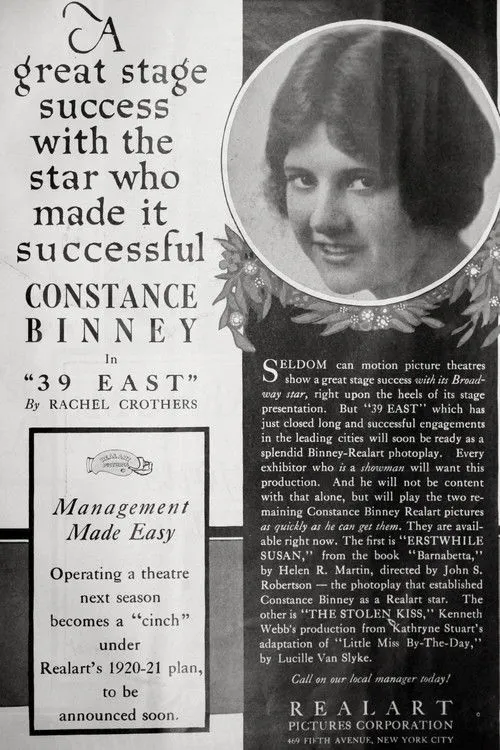 A
great stage
success
with the
star who
made it
successful
CONSTANCE
BINNEY
In
"39 EAST"
By RACHEL CROTHERS
REALART
PICTURES
Management
Made Easy
Operating a theatre
next season
becomes a "cinch"
under
Realart's 1920-21 plan,
to be
announced soon.
SELDOM can motion picture theatres
show a great stage success with its Broad-
way star, right upon the heels of its stage
presentation. But "39 EAST" which has
just closed long and successful engagements
in the leading cities will soon be ready as a
splendid Binney-Realart photoplay. Every
exhibitor who is a showman will want this
production. And he will not be content
with that alone, but will play the two re-
maining Constance Binney Realart pictures
as quickly as he can get them. They are avail-
able right now. The first is "ERSTWHILE
SUSAN," from the book "Barnabetta,"
by Helen R. Martin, directed by John S.
Robertson — the photoplay that established
Constance Binney as a Realart star. The
other is "THE STOLEN KISS," Kenneth
Webb's production from Kathryne Stuart's
adaptation of "Little Miss By-The-Day,"
by Lucille Van Slyke.
Call on our local manager today!
REALART
PICTURES CORPORATION
469 FIFTH AVENUE, NEW YORK CITY